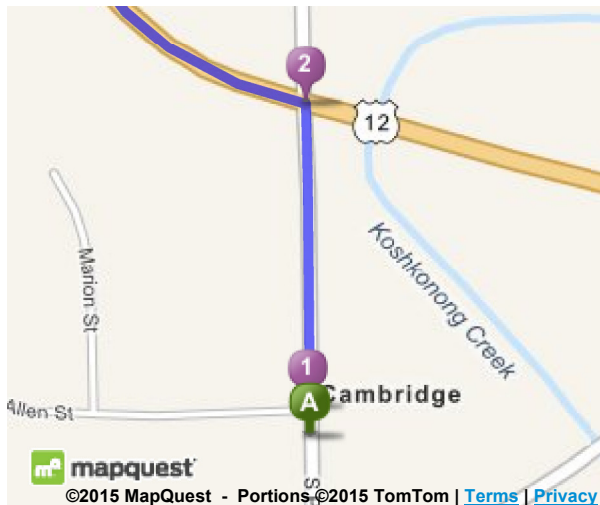 2
12
Koshkonong Creek
Marion St
1
A
Cambridge
Allen St
mapquest
©2015 MapQuest - Portions ©2015 TomTom | Terms | Privacy